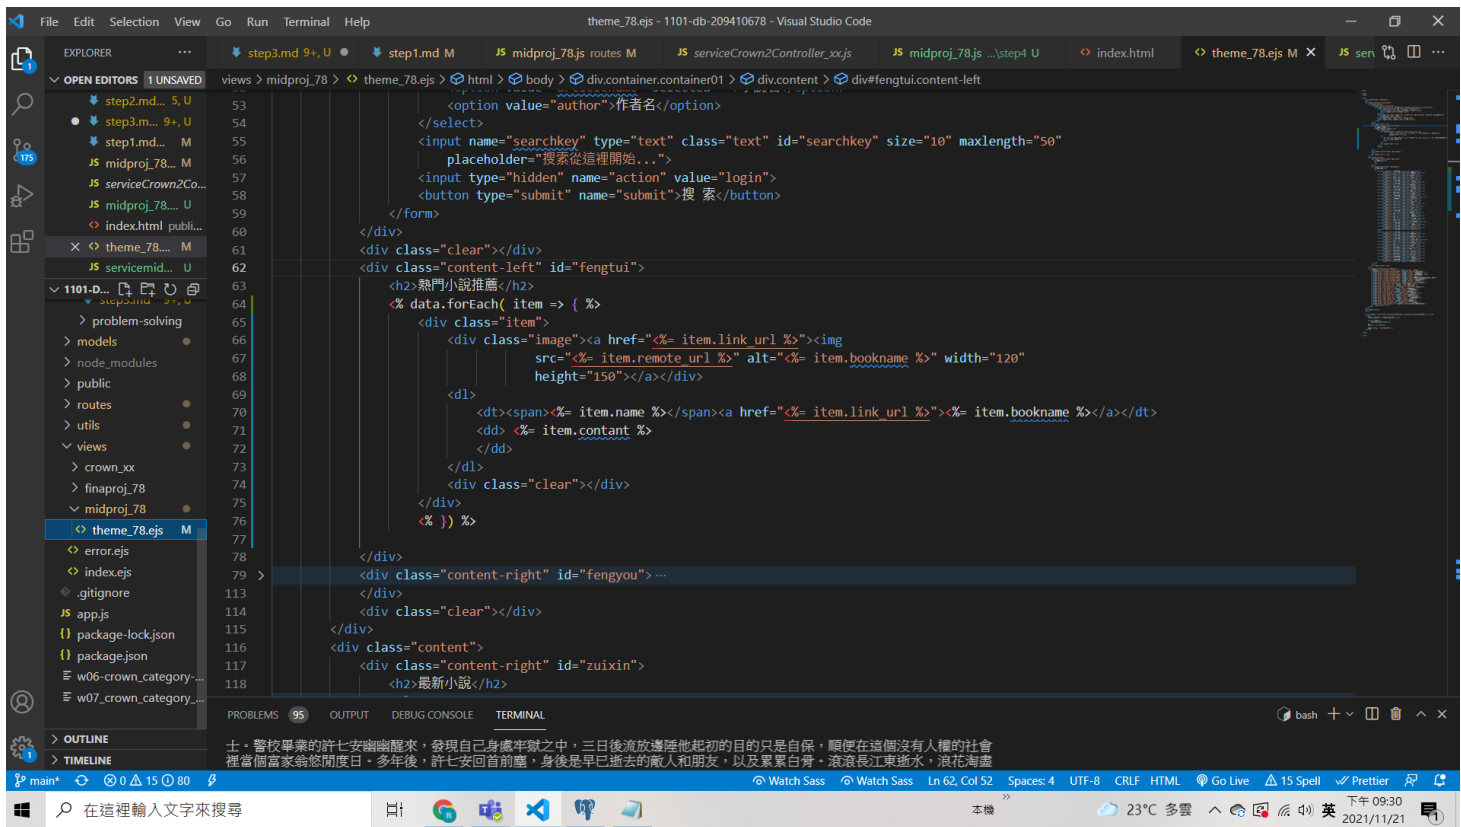 File Edit Selection View Go Run Terminal Help
theme_78.ejs - 1101-db-209410678 - Visual Studio Code
EXPLORER
step3.md 9+, U
step1.md M
JS midproj_78.js routes M
JS serviceCrown2Controller_xx.js
JS midproj_78.js ...\step4 U
index.html
theme_78.ejs M
JS serv
OPEN EDITORS 1 UNSAVED
views > midproj_78 > theme_78.ejs > html > body > div.container.container01 > div.content > div#fengtui.content-left
step2.md... 5, U
step3.m... 9+, U
step1.md... M
JS midproj_78... M
JS serviceCrown2Co...
JS midproj_78.... U
index.html publi...
theme_78.... M
JS servicemid... U
1101-D...
step3.md 9+, U
problem-solving
models
node_modules
public
routes
utils
views
crown_xx
finaproj_78
midproj_78
theme_78.ejs M
error.ejs
index.ejs
.gitignore
JS app.js
{} package-lock.json
{} package.json
w06-crown_category-...
w07_crown_category_...
OUTLINE
TIMELINE
53 <option value="author">作者名</option>
54 </select>
55 <input name="searchkey" type="text" class="text" id="searchkey" size="10" maxlength="50"
56 placeholder="搜索從這裡開始...">
57 <input type="hidden" name="action" value="login">
58 <button type="submit" name="submit">搜 索</button>
59 </form>
60 </div>
61 <div class="clear"></div>
62 <div class="content-left" id="fengtui">
63 <h2>熱門小說推薦</h2>
64 <% data.forEach( item => { %>
65 <div class="item">
66 <div class="image"><a href="<%= item.link_url %>"><img
67 src="<%= item.remote_url %>" alt="<%= item.bookname %>" width="120"
68 height="150"></a></div>
69 <dl>
70 <dt><span><%= item.name %></span><a href="<%= item.link_url %>"><%= item.bookname %></a></dt>
71 <dd> <%= item.contant %>
72 </dd>
73 </dl>
74 <div class="clear"></div>
75 </div>
76 <% }) %>
77
78 </div>
79 <div class="content-right" id="fengyou">...
113 </div>
114 <div class="clear"></div>
115 </div>
116 <div class="content">
117 <div class="content-right" id="zuixin">
118 <h2>最新小說</h2>
PROBLEMS 95 OUTPUT DEBUG CONSOLE TERMINAL
bash
士。警校畢業的許七安幽幽醒來，發現自己身處牢獄之中，三日後流放邊陲他起初的目的只是自保，順便在這個沒有人權的社會
裡當個富家翁悠閒度日。多年後，許七安回首前塵，身後是早已逝去的敵人和朋友，以及累累白骨。滾滾長江東逝水，浪花淘盡
main* 0 15 80 Watch Sass Watch Sass Ln 62, Col 52 Spaces: 4 UTF-8 CRLF HTML Go Live 15 Spell Prettier
在這裡輸入文字來搜尋
本機
23°C 多雲
英
下午 09:30
2021/11/21
1
175
1
1